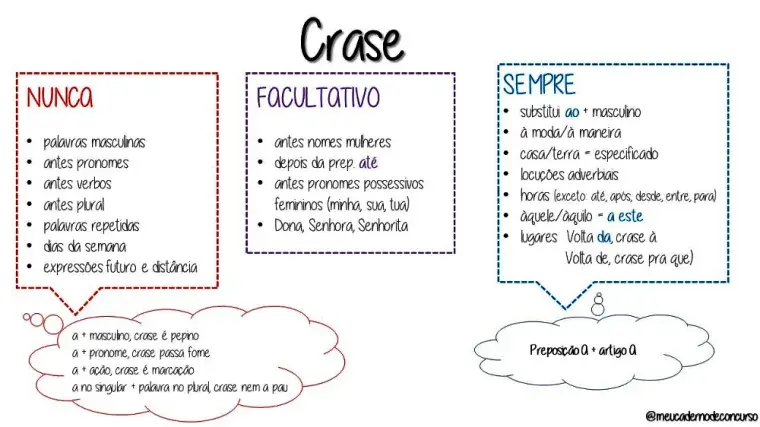 Crase
NUNCA
• palavras masculinas
• antes pronomes
• antes verbos
• antes plural
• palavras repetidas
• dias da semana
• expressões futuro e distância
a + masculino, crase é pepino
a + pronome, crase passa fome
a + ação, crase é marcação
a no singular + palavra no plural, crase nem a pau
FACULTATIVO
• antes nomes mulheres
• depois da prep. até
• antes pronomes possessivos
femininos (minha, sua, tua)
• Dona, Senhora, Senhorita
SEMPRE
• substitui ao + masculino
• à moda/à maneira
• casa/terra = especificado
• locuções adverbiais
• horas (exceto: até, após, desde, entre, para)
• àquele/àquilo = a este
• lugares Volta da, crase à
Volta de, crase pra que)
Preposição a + artigo a
@meucadernodeconcurso